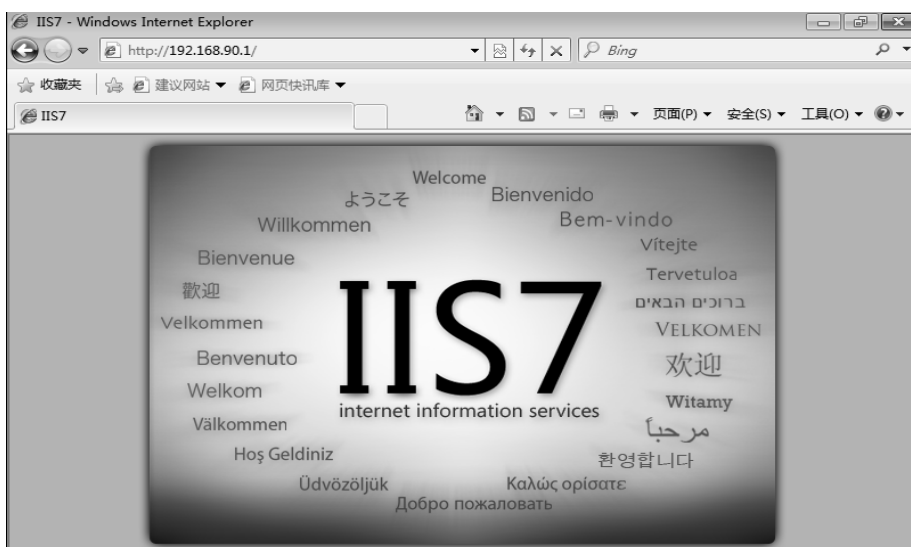 IIS7 - Windows Internet Explorer
http://192.168.90.1/
Bing
收藏夹 建议网站 网页快讯库
IIS7
页面(P) 安全(S) 工具(O)
Welcome
ようこそ
Bienvenido
Willkommen
Bem-vindo
Vítejte
Bienvenue
Tervetuloa
歡迎
ברוכים הבאים
Velkommen
VELKOMEN
Benvenuto
欢迎
Welkom
Witamy
IIS7
internet information services
Välkommen
مرحباً
Hoş Geldiniz
환영합니다
Üdvözöljük
Καλώς ορίσατε
Добро пожаловать